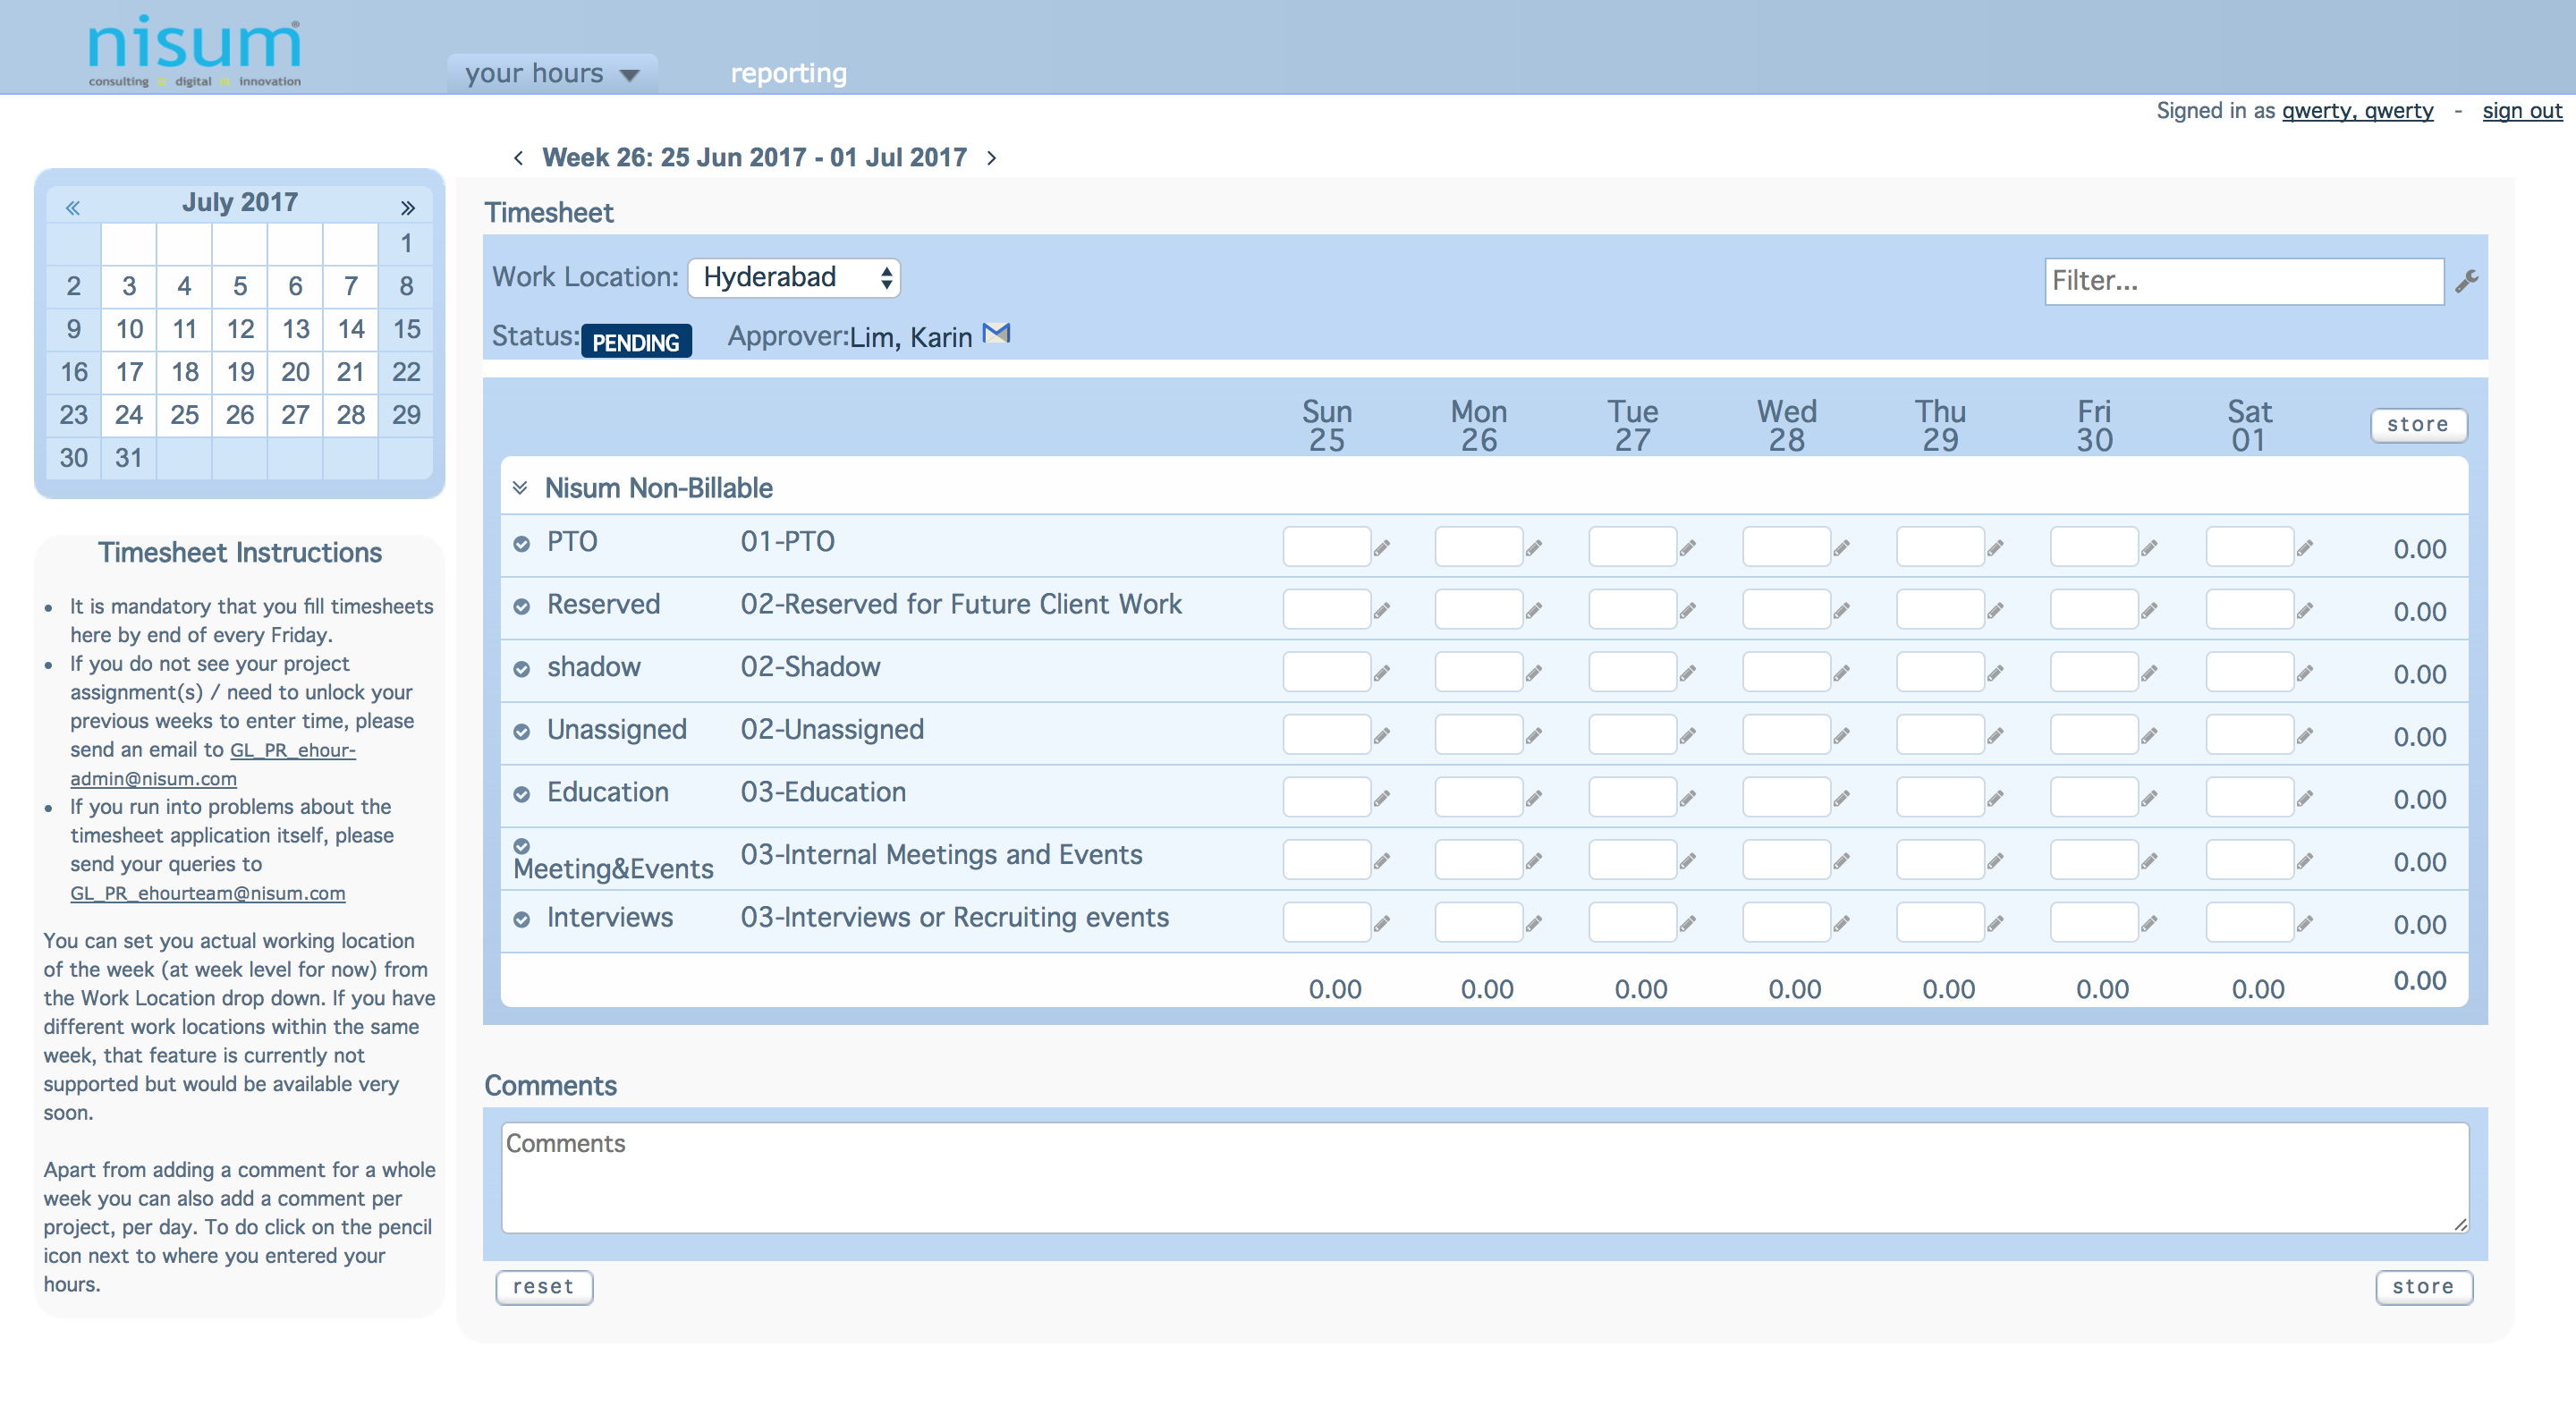 nisum®
consulting digital innovation
your hours
reporting
Signed in as qwerty, qwerty - sign out
< Week 26: 25 Jun 2017 - 01 Jul 2017 >
« July 2017 »
1
2 3 4 5 6 7 8
9 10 11 12 13 14 15
16 17 18 19 20 21 22
23 24 25 26 27 28 29
30 31
Timesheet Instructions
• It is mandatory that you fill timesheets
here by end of every Friday.
• If you do not see your project
assignment(s) / need to unlock your
previous weeks to enter time, please
send an email to GL_PR_ehour-
admin@nisum.com
• If you run into problems about the
timesheet application itself, please
send your queries to
GL_PR_ehourteam@nisum.com
You can set you actual working location
of the week (at week level for now) from
the Work Location drop down. If you have
different work locations within the same
week, that feature is currently not
supported but would be available very
soon.
Apart from adding a comment for a whole
week you can also add a comment per
project, per day. To do click on the pencil
icon next to where you entered your
hours.
Timesheet
Work Location: Hyderabad
Filter...
Status: PENDING Approver:Lim, Karin
Sun Mon Tue Wed Thu Fri Sat
25 26 27 28 29 30 01
store
Nisum Non-Billable
PTO 01-PTO 0.00
Reserved 02-Reserved for Future Client Work 0.00
shadow 02-Shadow 0.00
Unassigned 02-Unassigned 0.00
Education 03-Education 0.00
Meeting&Events 03-Internal Meetings and Events 0.00
Interviews 03-Interviews or Recruiting events 0.00
0.00 0.00 0.00 0.00 0.00 0.00 0.00 0.00
Comments
Comments
reset
store